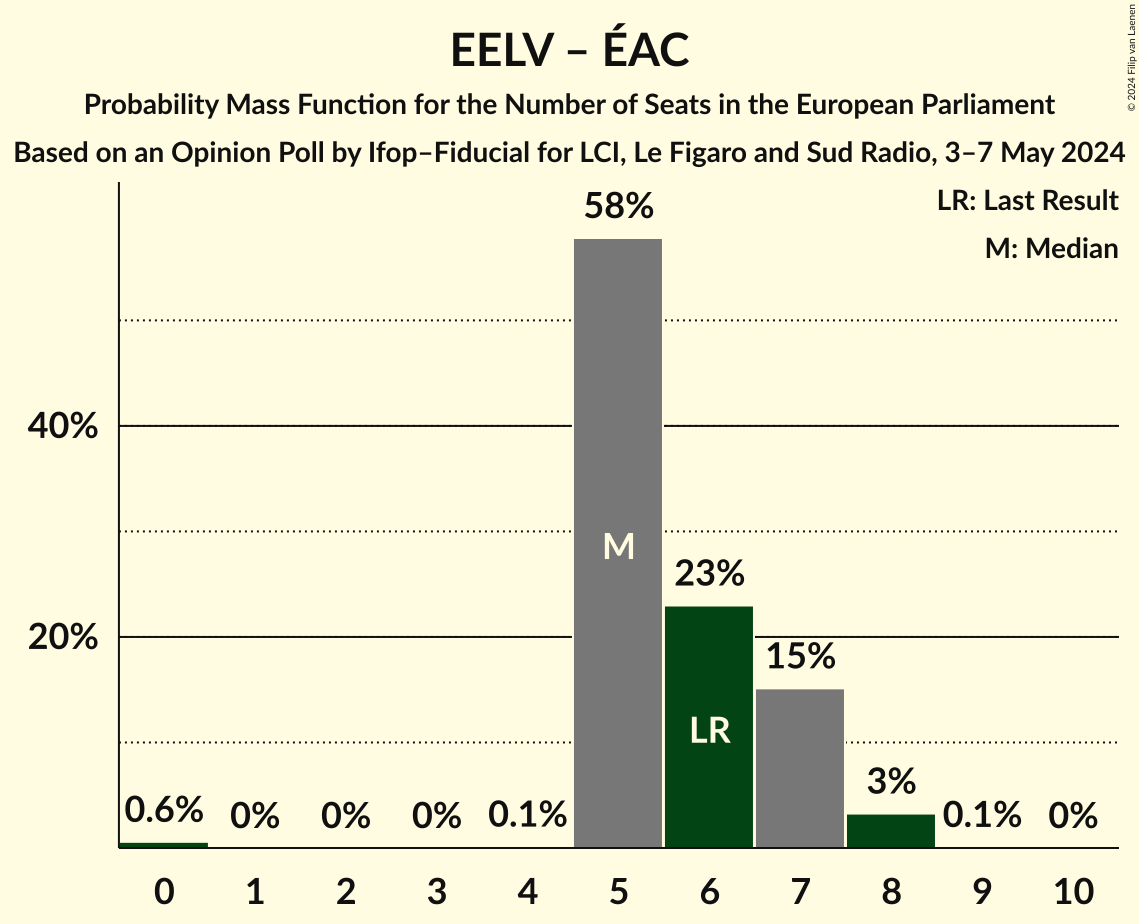 EELV – ÉAC
Probability Mass Function for the Number of Seats in the European Parliament
Based on an Opinion Poll by Ifop–Fiducial for LCI, Le Figaro and Sud Radio, 3–7 May 2024
© 2024 Filip van Laenen
LR: Last Result
M: Median
58%
40%
M
23%
20%
15%
LR
3%
0.6% 0% 0% 0% 0.1% 0.1% 0%
0 1 2 3 4 5 6 7 8 9 10